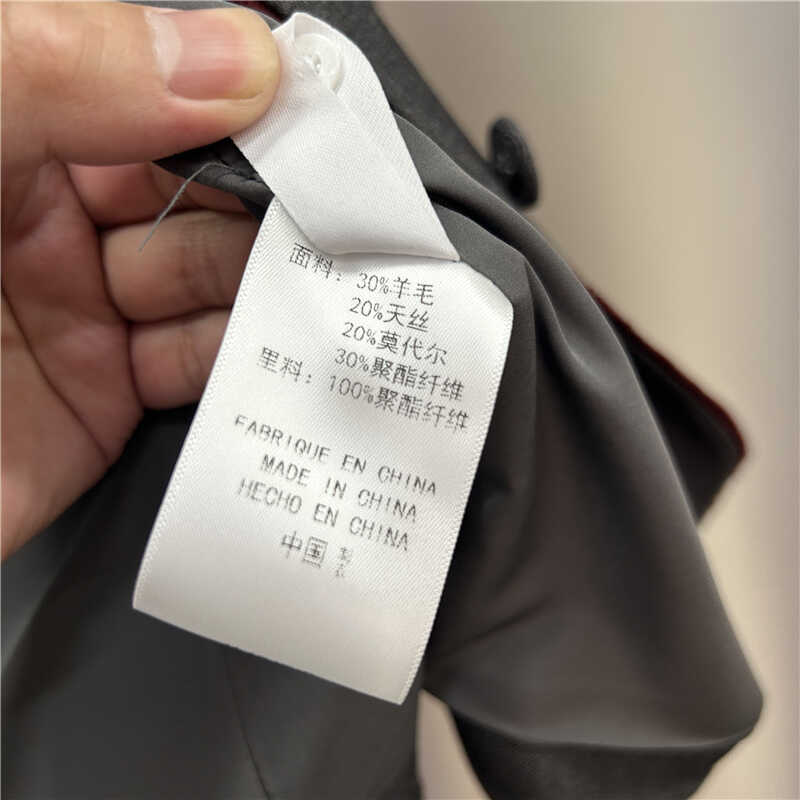 面料：30%羊毛
20%天丝
20%莫代尔
30%聚酯纤维
里料：100%聚酯纤维
FABRIQUE EN CHINA
MADE IN CHINA
HECHO EN CHINA
中国制衣